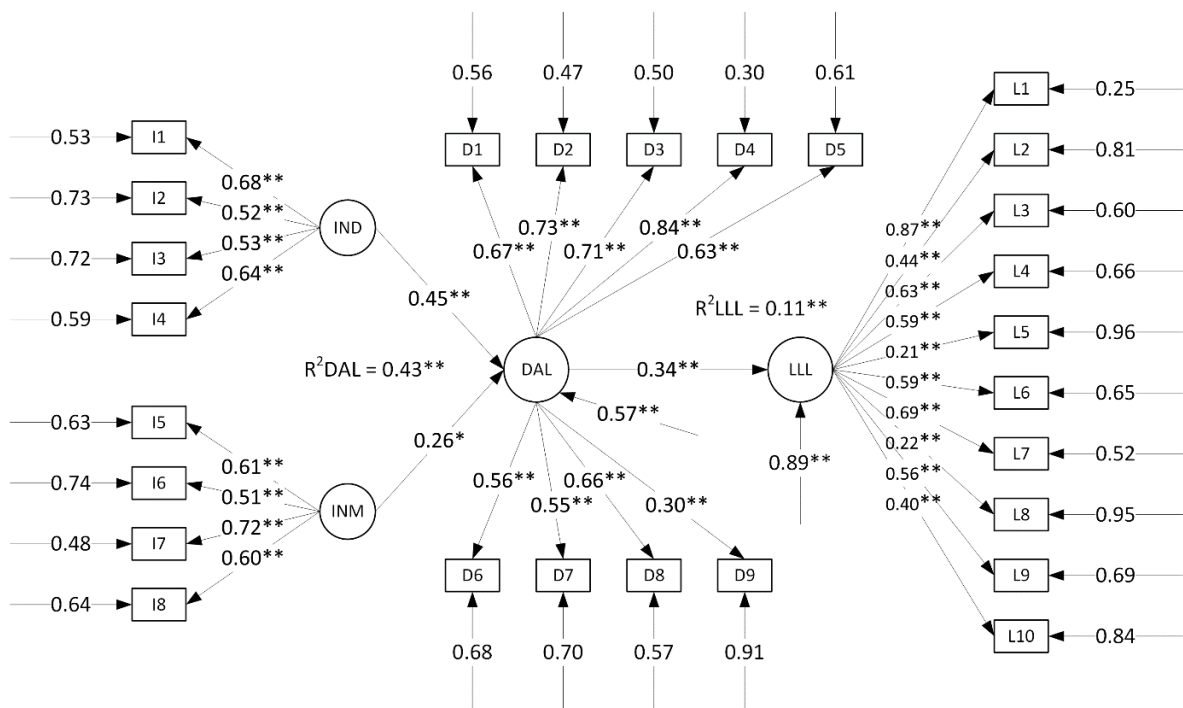 0.56 0.47 0.50 0.30 0.61
D1 D2 D3 D4 D5
0.67** 0.73** 0.71** 0.84** 0.63**
0.53 I1 0.68**
0.73 I2 0.52**
0.72 I3 0.53**
0.59 I4 0.64**
IND
0.45**
R²DAL = 0.43**
DAL
0.34**
0.57**
0.63 I5 0.61**
0.74 I6 0.51**
0.48 I7 0.72**
0.64 I8 0.60**
INM
0.26*
0.56** 0.55** 0.66** 0.30**
D6 D7 D8 D9
0.68 0.70 0.57 0.91
R²LLL = 0.11**
LLL
0.89**
0.87** L1 0.25
0.44** L2 0.81
0.63** L3 0.60
0.59** L4 0.66
0.21** L5 0.96
0.59** L6 0.65
0.69** L7 0.52
0.22** L8 0.95
0.56** L9 0.69
0.40** L10 0.84